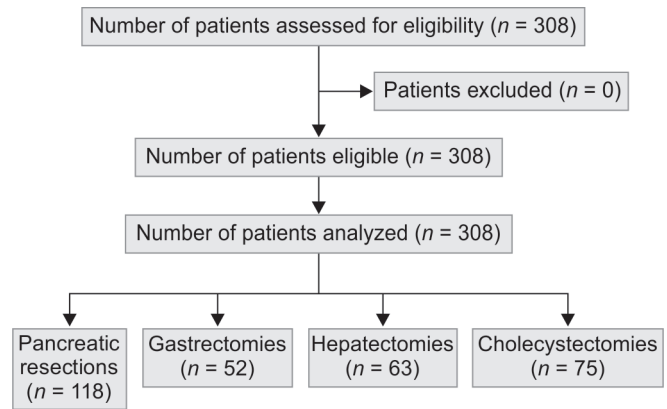 Number of patients assessed for eligibility (n = 308)
Patients excluded (n = 0)
Number of patients eligible (n = 308)
Number of patients analyzed (n = 308)
Pancreatic
resections
(n = 118)
Gastrectomies
(n = 52)
Hepatectomies
(n = 63)
Cholecystectomies
(n = 75)